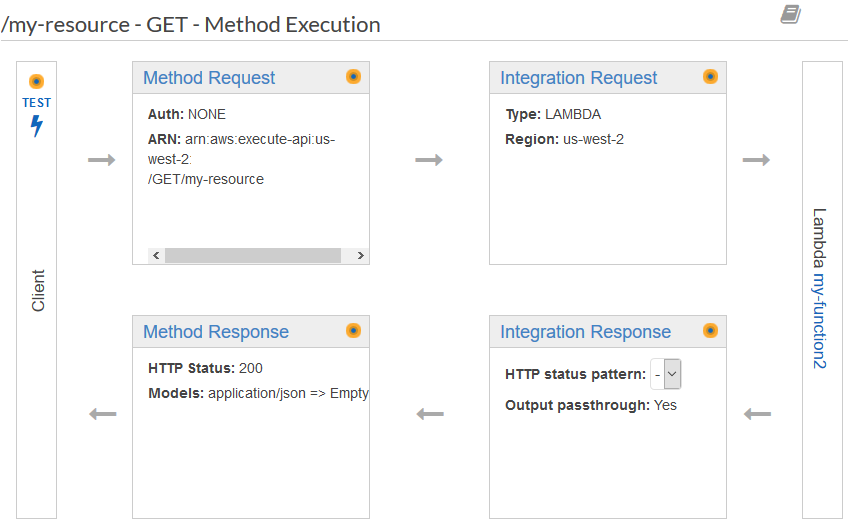 /my-resource - GET - Method Execution
TEST
Client
Method Request
Auth: NONE
ARN: arn:aws:execute-api:us-
west-2:
/GET/my-resource
Integration Request
Type: LAMBDA
Region: us-west-2
Lambda my-function2
Method Response
HTTP Status: 200
Models: application/json => Empty
Integration Response
HTTP status pattern: -
Output passthrough: Yes